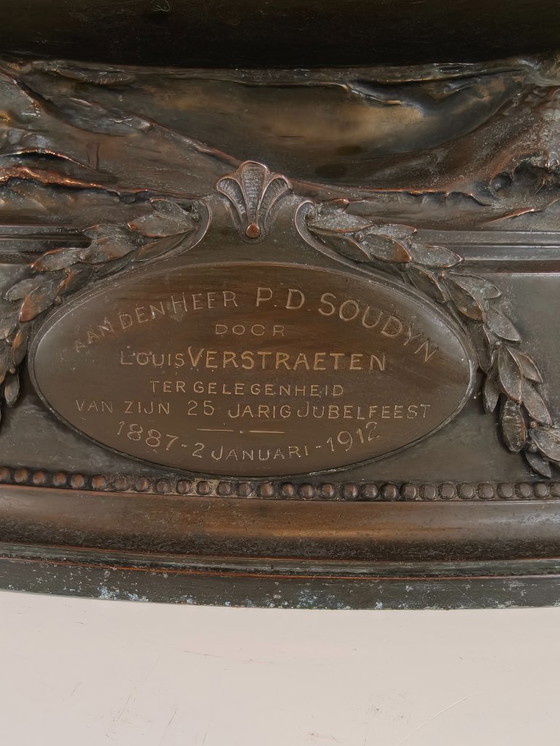 AAN DEN HEER P.D. SOUDYN
DOOR
LOUIS VERSTRAETEN
TER GELEGENHEID
VAN ZIJN 25 JARIG JUBELFEEST
1887-2 JANUARI-1912